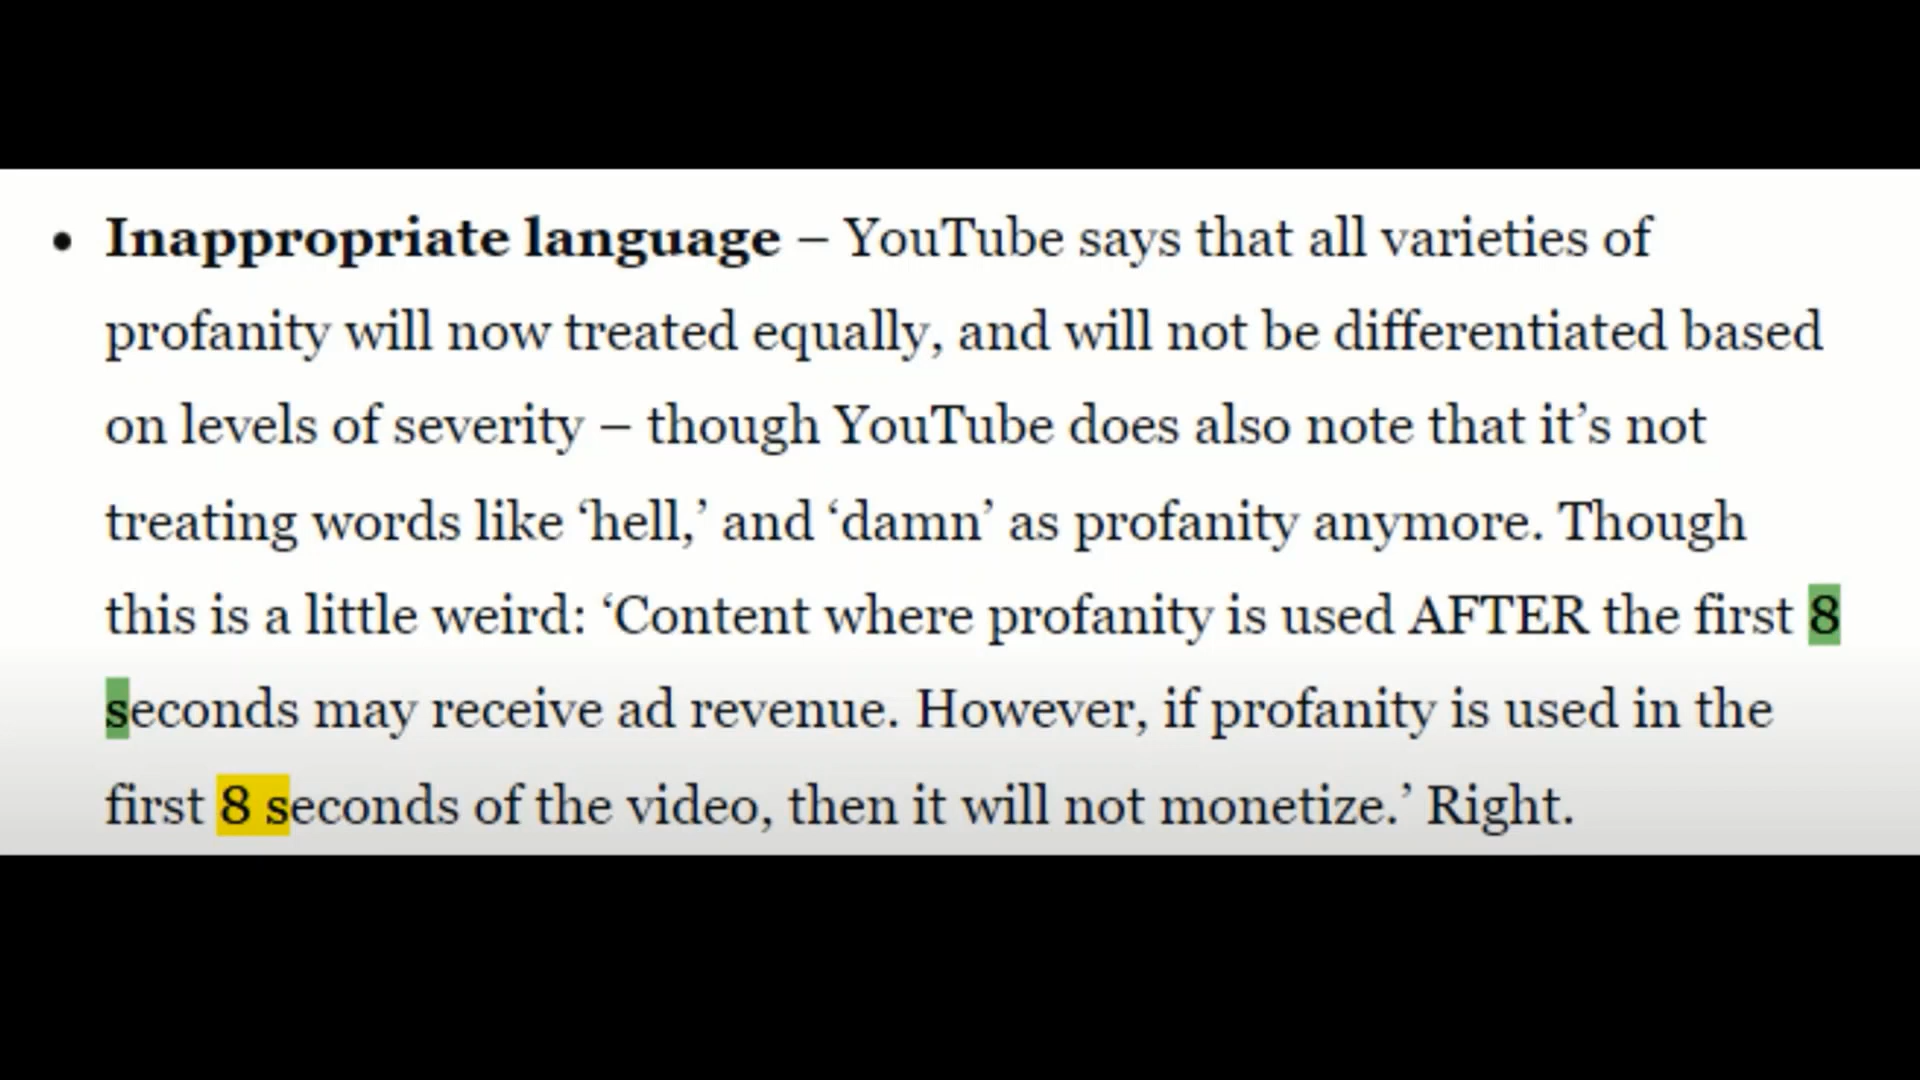 • Inappropriate language – YouTube says that all varieties of
profanity will now treated equally, and will not be differentiated based
on levels of severity – though YouTube does also note that it’s not
treating words like ‘hell,’ and ‘damn’ as profanity anymore. Though
this is a little weird: ‘Content where profanity is used AFTER the first 8
seconds may receive ad revenue. However, if profanity is used in the
first 8 seconds of the video, then it will not monetize.’ Right.